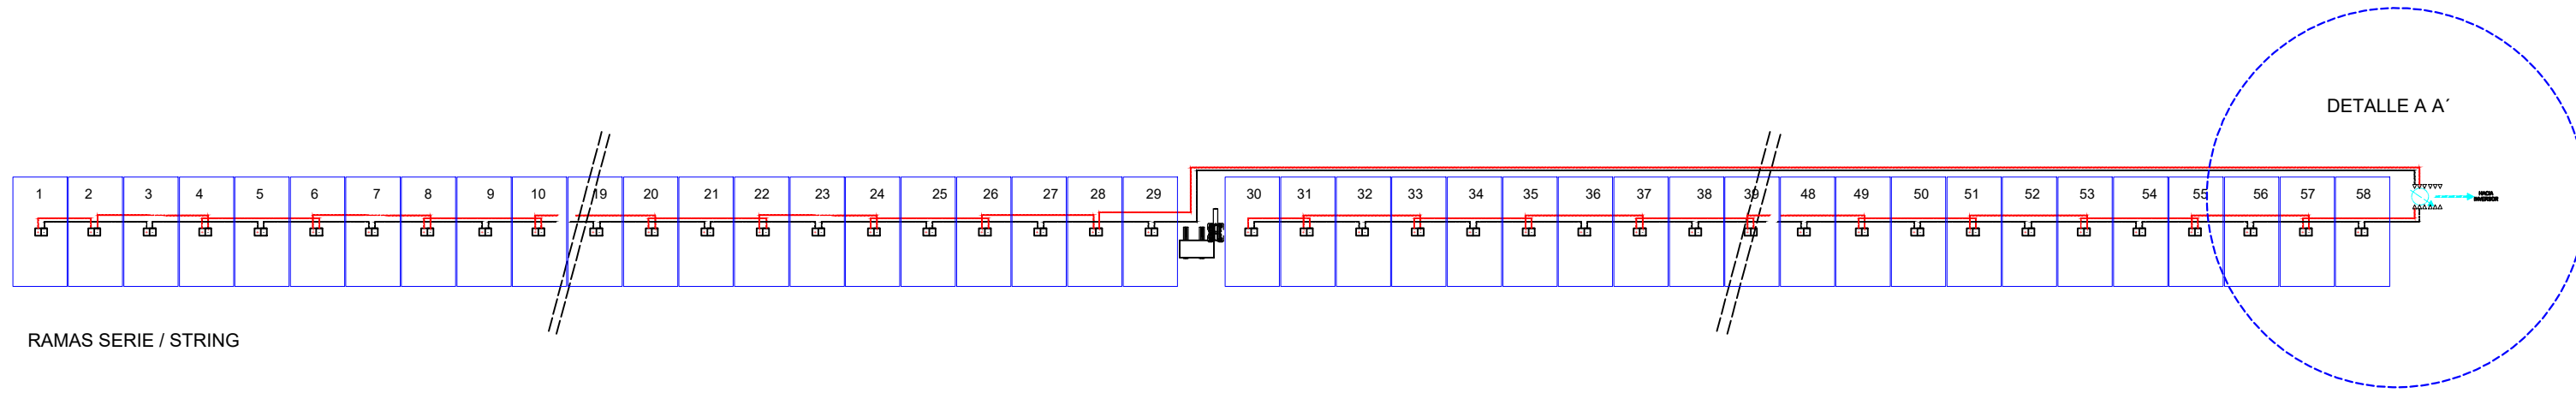 DETALLE A A´
1 2 3 4 5 6 7 8 9 10 19 20 21 22 23 24 25 26 27 28 29 30 31 32 33 34 35 36 37 38 39 48 49 50 51 52 53 54 55 56 57 58
HACIA
INVERSOR
RAMAS SERIE / STRING